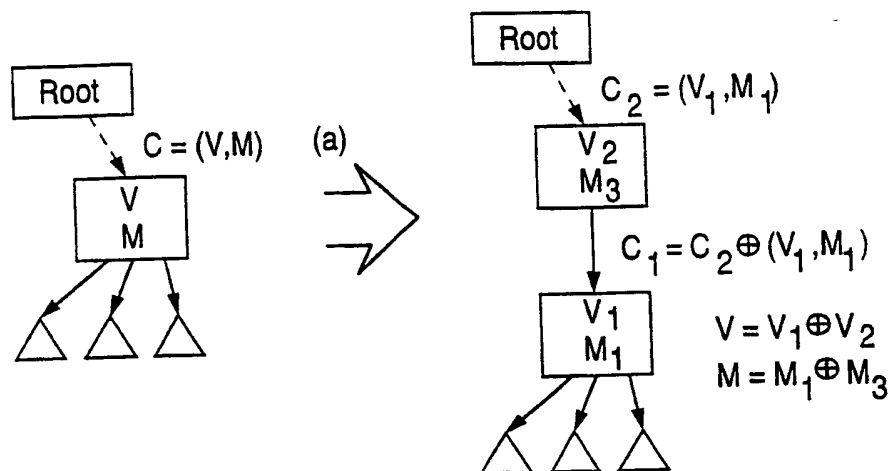 Root
C = (V,M)
V
M
(a)
Root
C₂ = (V₁,M₁)
V₂
M₃
C₁ = C₂ ⊕ (V₁,M₁)
V₁
M₁
V = V₁ ⊕ V₂
M = M₁ ⊕ M₃